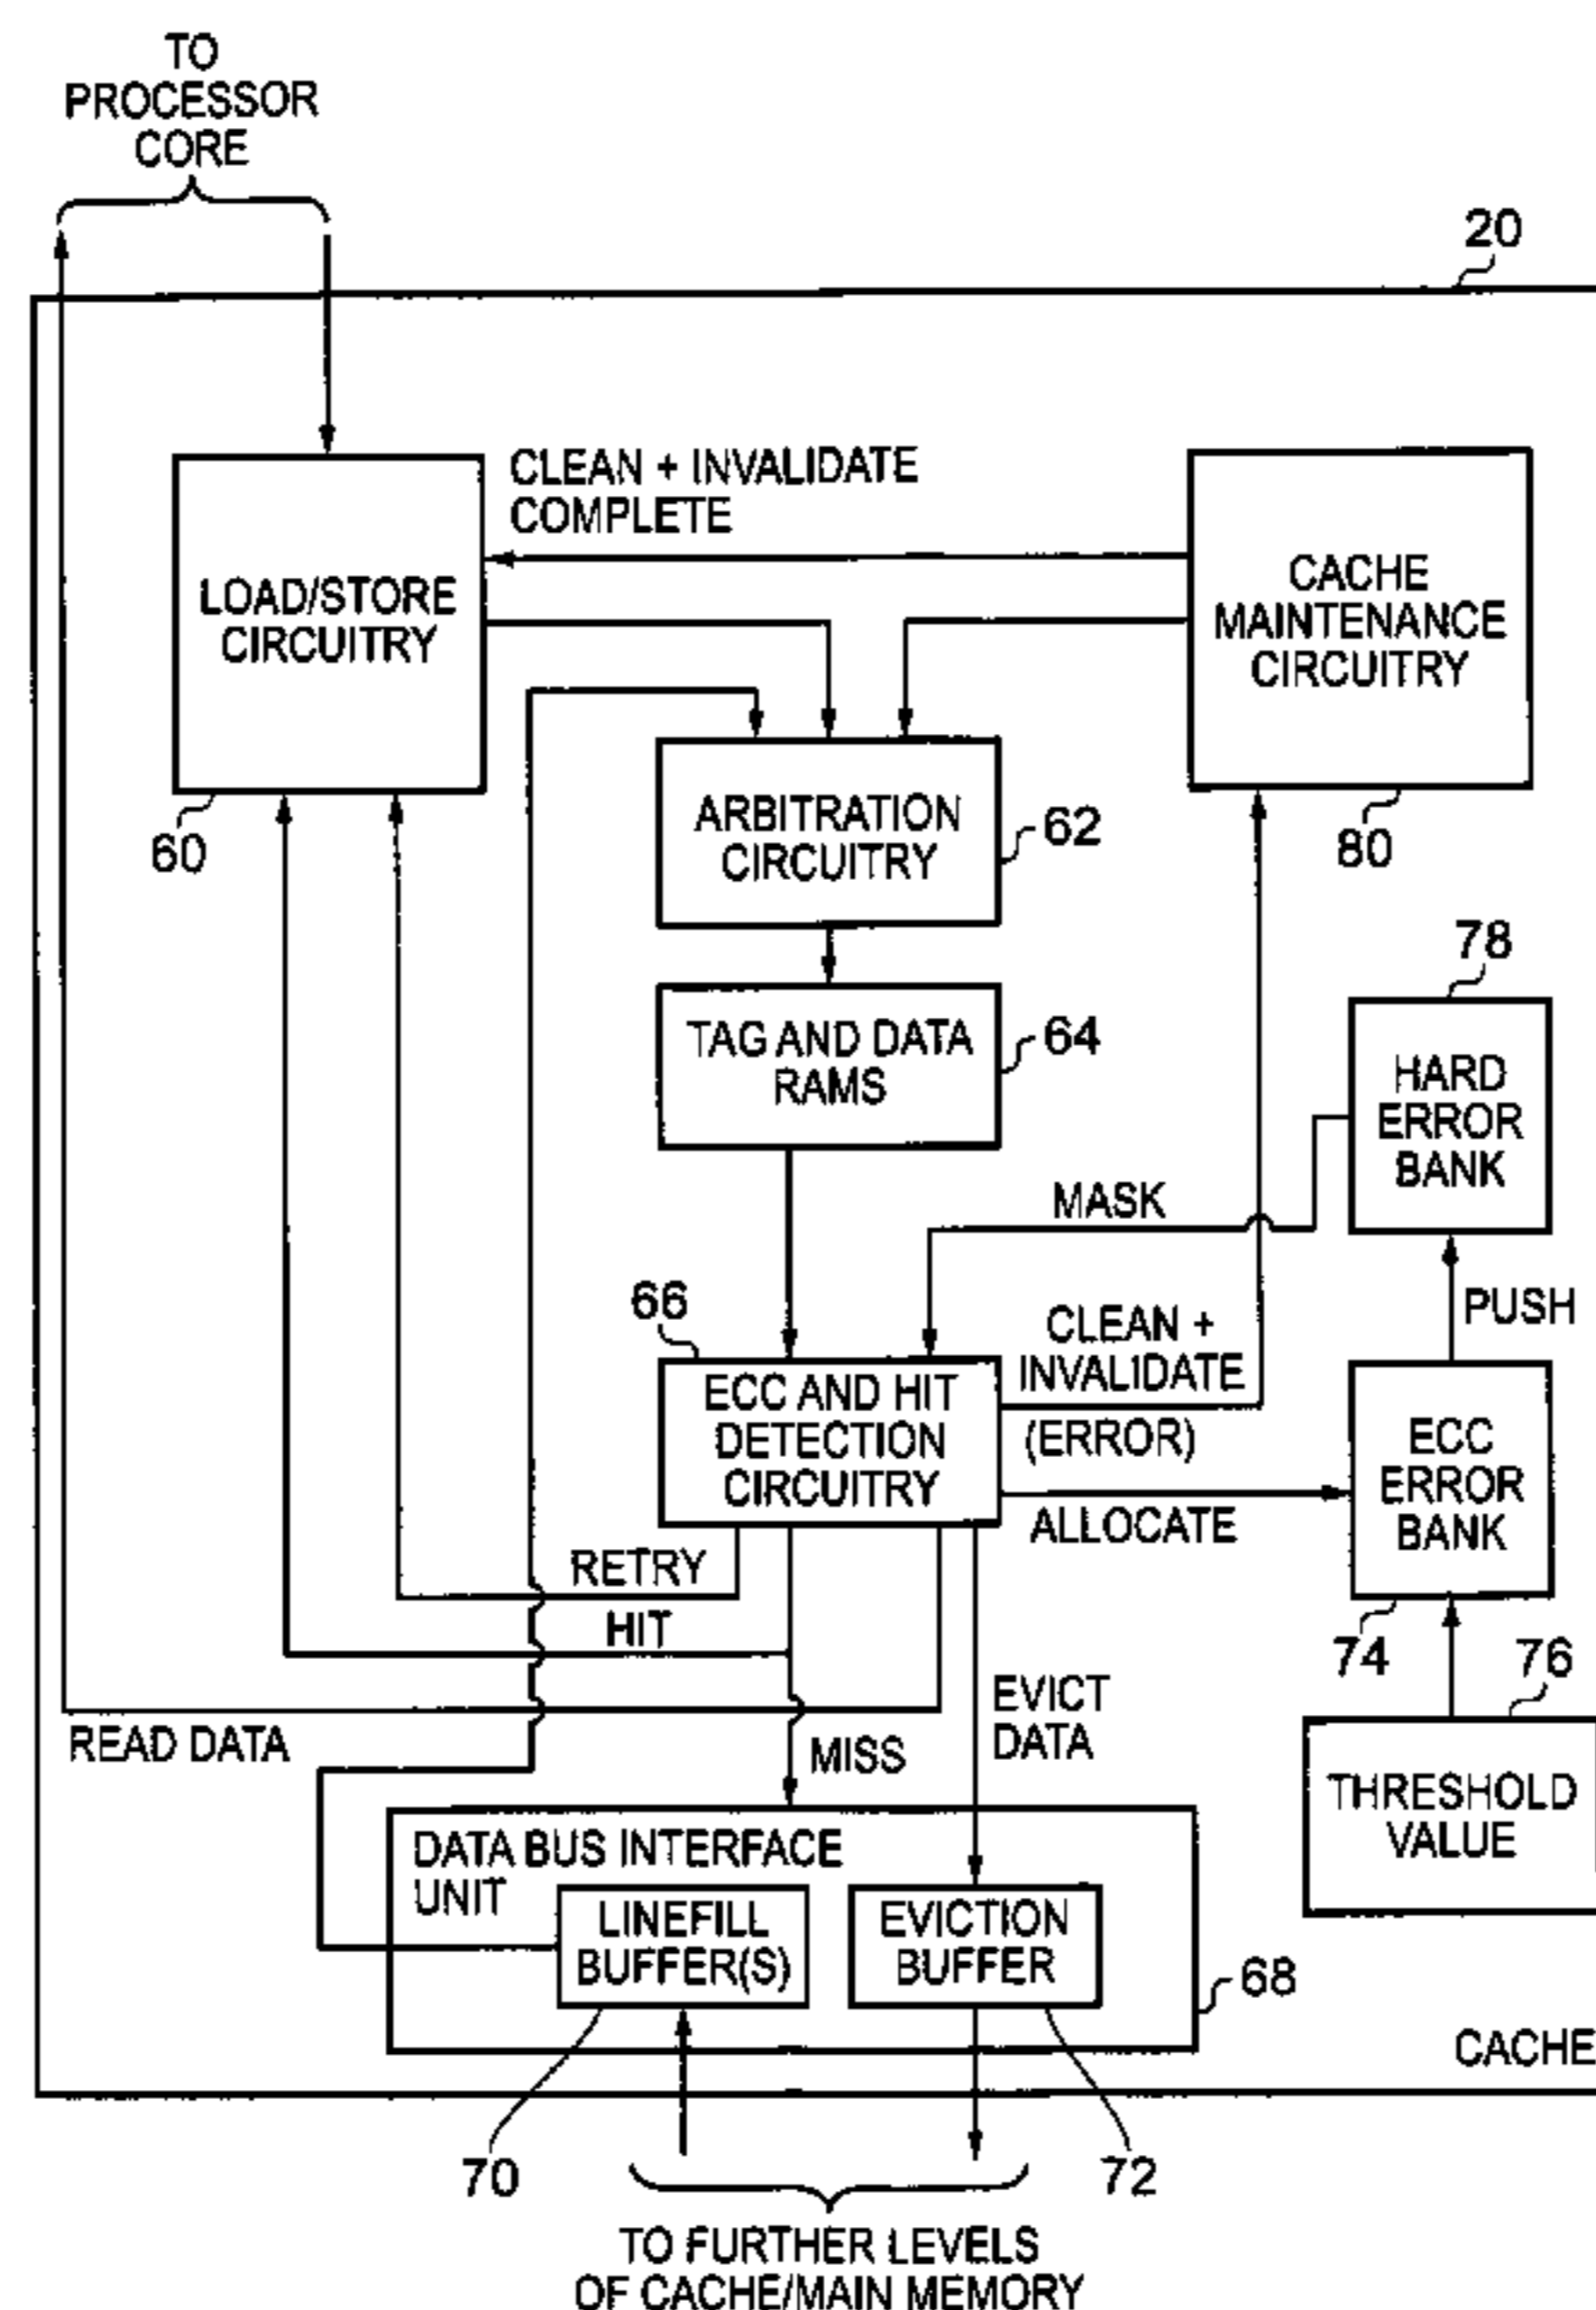 TO
PROCESSOR
CORE
20
CLEAN + INVALIDATE
COMPLETE
LOAD/STORE
CIRCUITRY
CACHE
MAINTENANCE
CIRCUITRY
60
ARBITRATION
CIRCUITRY
62
80
78
TAG AND DATA
RAMS
64
HARD
ERROR
BANK
MASK
66
PUSH
CLEAN +
INVALIDATE
(ERROR)
ECC AND HIT
DETECTION
CIRCUITRY
ECC
ERROR
BANK
ALLOCATE
RETRY
HIT
74
76
READ DATA
MISS
EVICT
DATA
THRESHOLD
VALUE
DATA BUS INTERFACE
UNIT
LINEFILL
BUFFER(S)
EVICTION
BUFFER
68
CACHE
70
72
TO FURTHER LEVELS
OF CACHE/MAIN MEMORY